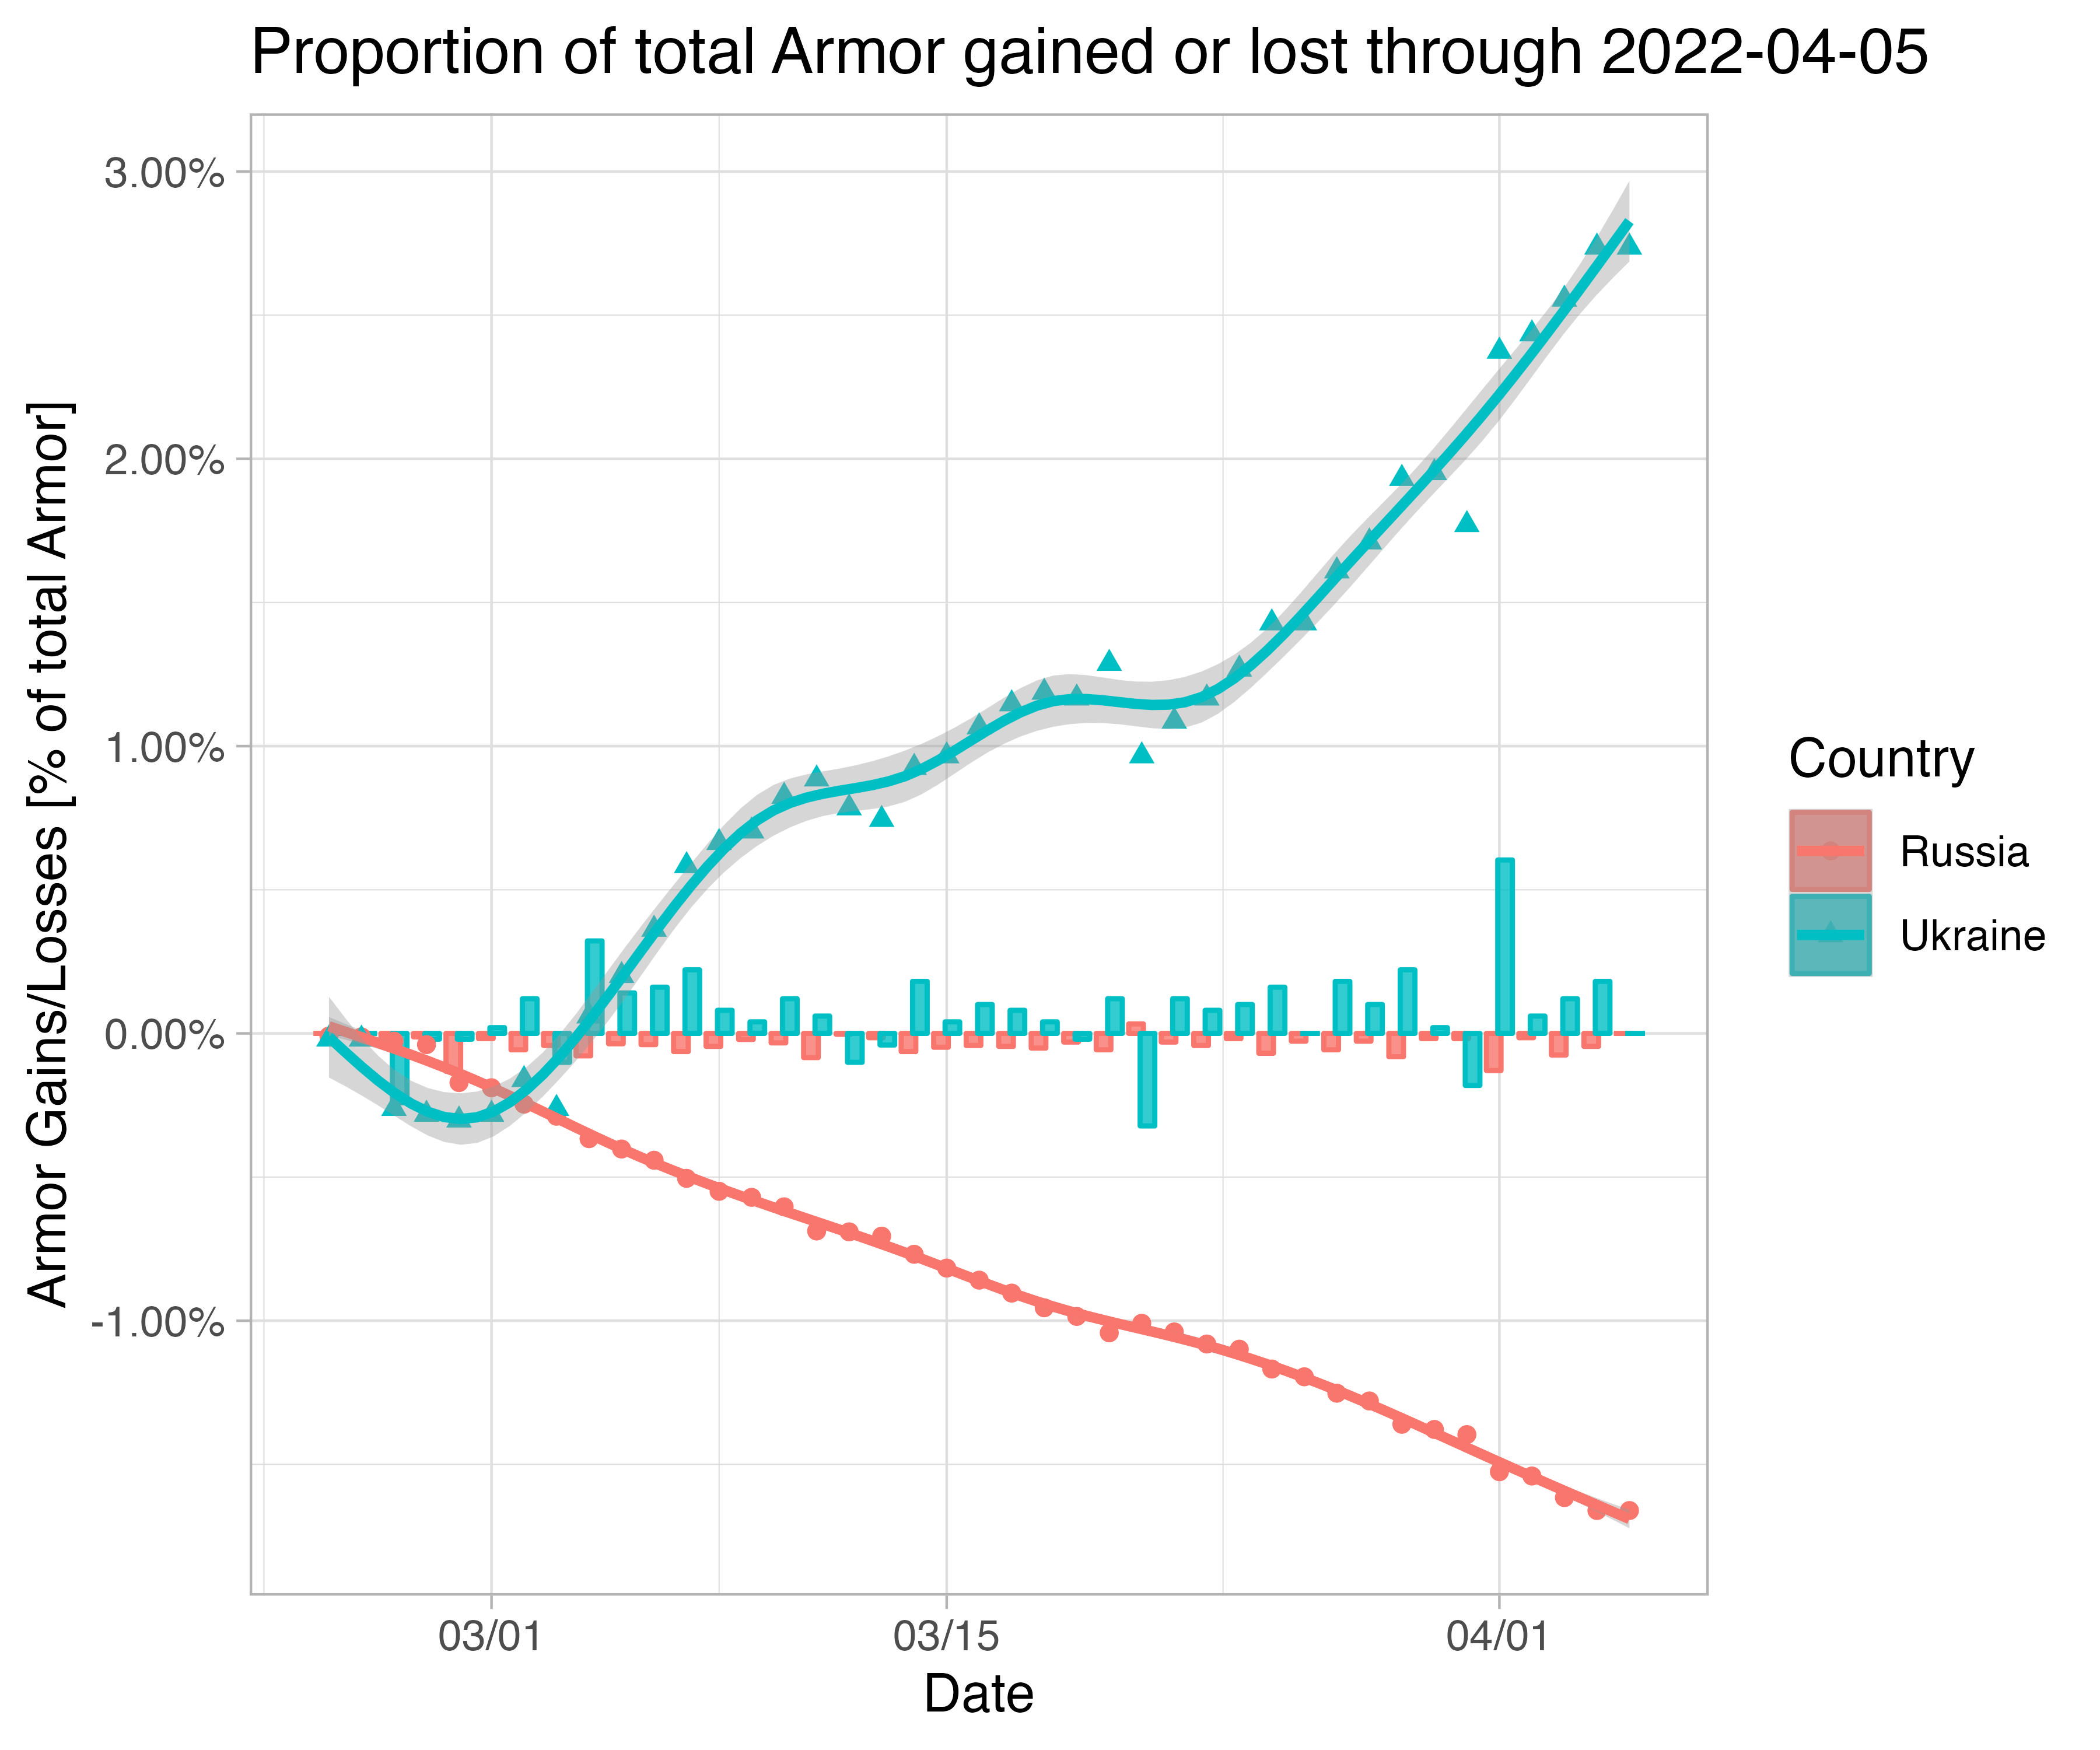 Proportion of total Armor gained or lost through 2022-04-05
Armor Gains/Losses [% of total Armor]
3.00%
2.00%
1.00%
0.00%
-1.00%
03/01
03/15
04/01
Date
Country
Russia
Ukraine